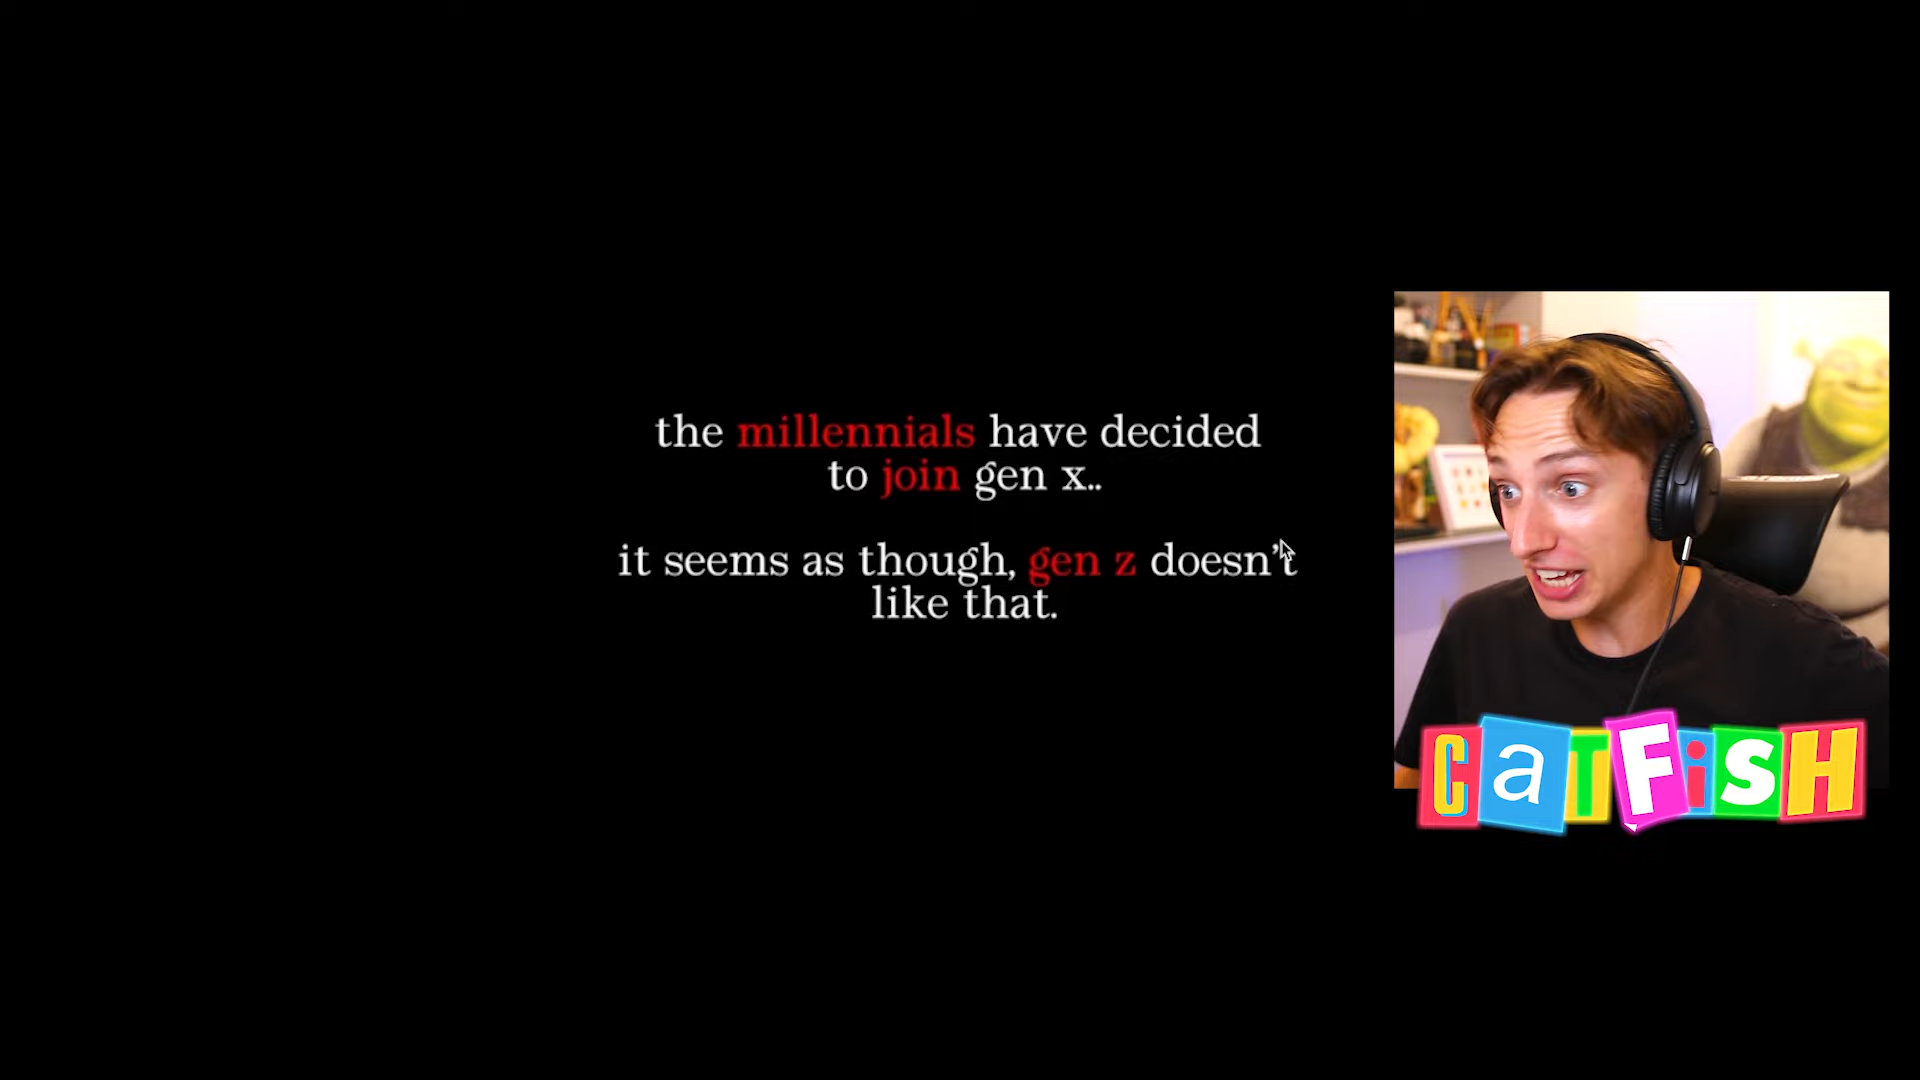 the millennials have decided
to join gen x..
it seems as though, gen z doesn't
like that.
CaTFiSH